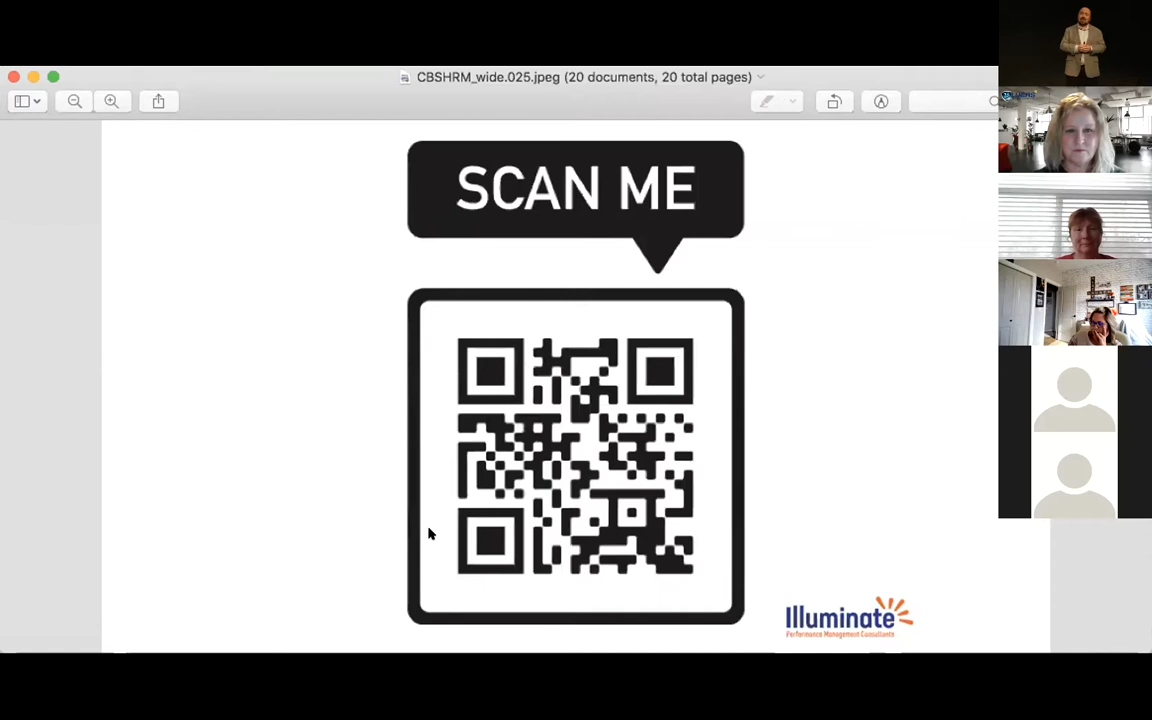 CBSHRM_wide.025.jpeg (20 documents, 20 total pages)
SCAN ME
Illuminate
Performance Management Consultants